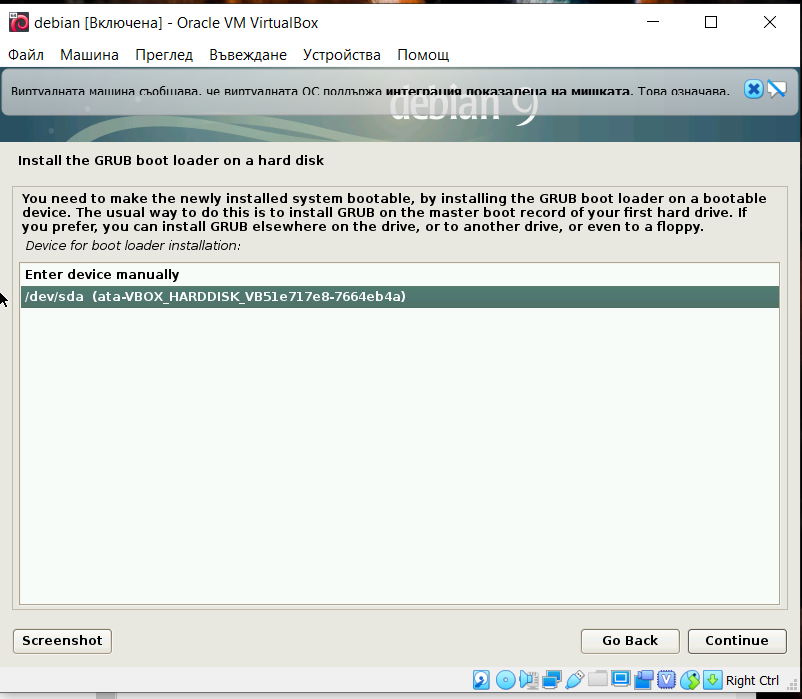 debian [Включена] - Oracle VM VirtualBox
Файл Машина Преглед Въвеждане Устройства Помощ
Виртуалната машина съобщава, че виртуалната ОС поддържа интеграция показалеца на мишката. Това означава,
debian 9
Install the GRUB boot loader on a hard disk
You need to make the newly installed system bootable, by installing the GRUB boot loader on a bootable
device. The usual way to do this is to install GRUB on the master boot record of your first hard drive. If
you prefer, you can install GRUB elsewhere on the drive, or to another drive, or even to a floppy.
Device for boot loader installation:
Enter device manually
/dev/sda (ata-VBOX_HARDDISK_VB51e717e8-7664eb4a)
Screenshot Go Back Continue
Right Ctrl